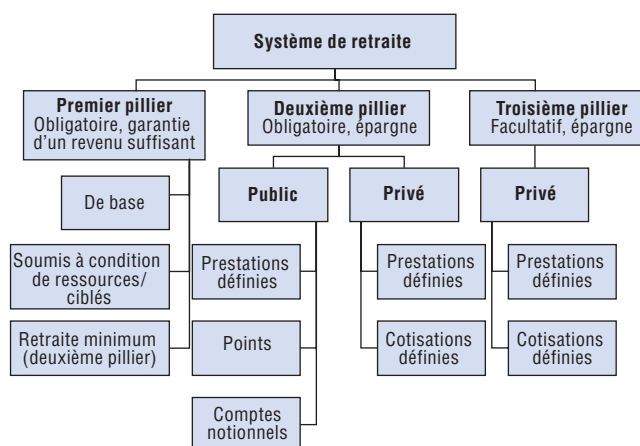 Système de retraite
Premier pillier
Obligatoire, garantie
d'un revenu suffisant
Deuxième pillier
Obligatoire, épargne
Troisième pillier
Facultatif, épargne
De base
Soumis à condition
de ressources/
ciblés
Retraite minimum
(deuxième pillier)
Public
Prestations
définies
Points
Comptes
notionnels
Privé
Prestations
définies
Cotisations
définies
Privé
Prestations
définies
Cotisations
définies